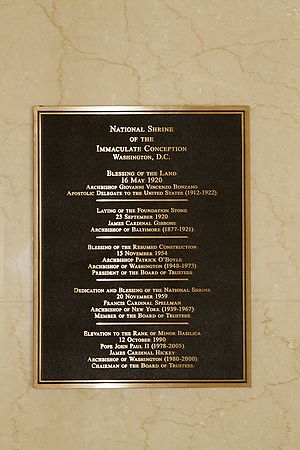 National Shrine
of the
Immaculate Conception
Washington, D.C.
Blessing of the Land
16 May 1920
Archbishop Giovanni Vincenzo Bonzano
Apostolic Delegate to the United States (1912-1922)
Laying of the Foundation Stone
23 September 1920
James Cardinal Gibbons
Archbishop of Baltimore (1877-1921)
Blessing of the Resumed Construction
15 November 1954
Archbishop Patrick O'Boyle
Archbishop of Washington (1948-1973)
President of the Board of Trustees
Dedication and Blessing of the National Shrine
20 November 1959
Francis Cardinal Spellman
Archbishop of New York (1939-1967)
Member of the Board of Trustees
Elevation to the Rank of Minor Basilica
12 October 1990
Pope John Paul II (1978-2005)
James Cardinal Hickey
Archbishop of Washington (1980-2000)
Chairman of the Board of Trustees